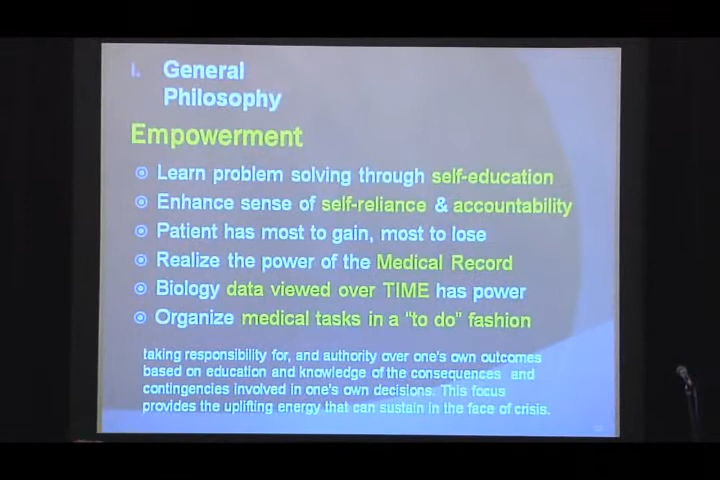 I. General
Philosophy
Empowerment
Learn problem solving through self-education
Enhance sense of self-reliance & accountability
Patient has most to gain, most to lose
Realize the power of the Medical Record
Biology data viewed over TIME has power
Organize medical tasks in a "to do" fashion
taking responsibility for, and authority over one's own outcomes
based on education and knowledge of the consequences and
contingencies involved in one's own decisions. This focus
provides the uplifting energy that can sustain in the face of crisis.